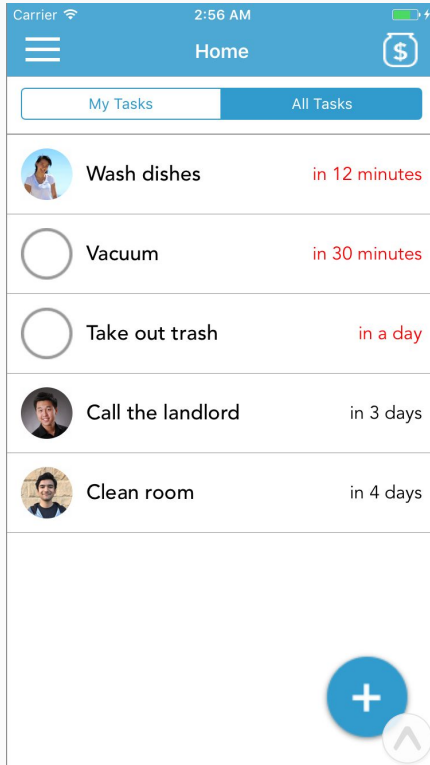 Carrier 2:56 AM
Home $
My Tasks All Tasks
Wash dishes in 12 minutes
Vacuum in 30 minutes
Take out trash in a day
Call the landlord in 3 days
Clean room in 4 days
+